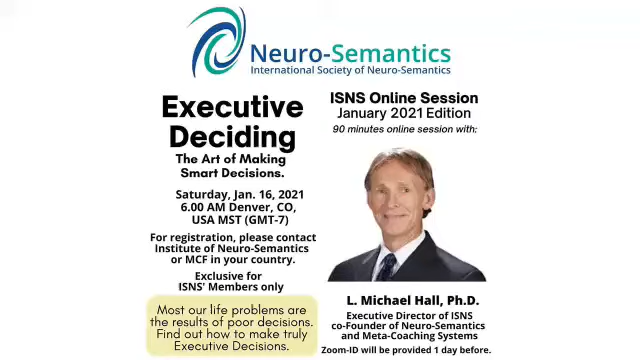 Neuro-Semantics
International Society of Neuro-Semantics
Executive
Deciding
The Art of Making
Smart Decisions.
Saturday, Jan. 16, 2021
6.00 AM Denver, CO,
USA MST (GMT-7)
For registration, please contact
Institute of Neuro-Semantics
or MCF in your country.
Exclusive for
ISNS' Members only
Most our life problems are
the results of poor decisions.
Find out how to make truly
Executive Decisions.
ISNS Online Session
January 2021 Edition
90 minutes online session with;
L. Michael Hall, Ph.D.
Executive Director of ISNS
co-Founder of Neuro-Semantics
and Meta-Coaching Systems
Zoom-ID will be provided 1 day before.